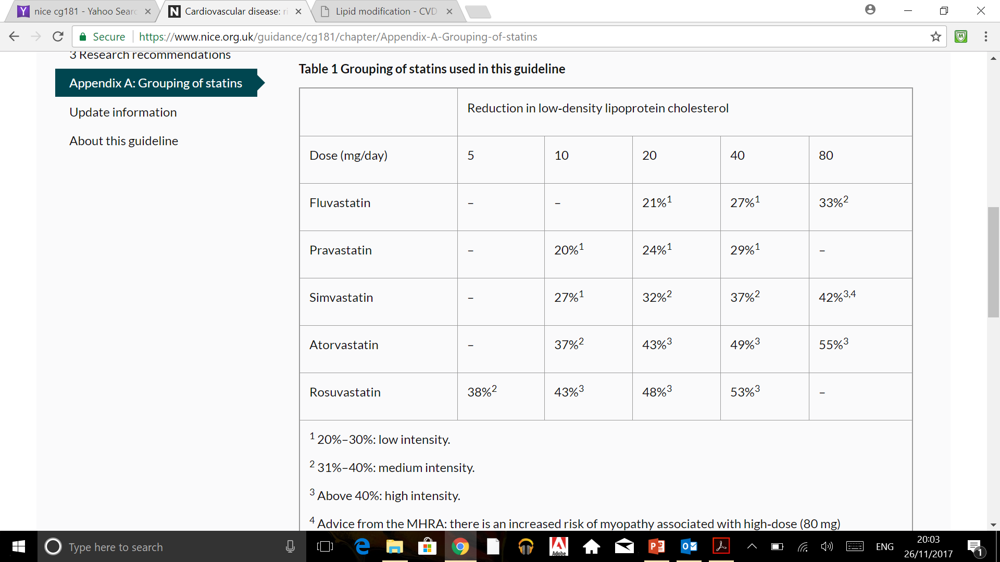 nice cg181 - Yahoo Searc
Cardiovascular disease: ri
Lipid modification - CVD
Secure https://www.nice.org.uk/guidance/cg181/chapter/Appendix-A-Grouping-of-statins
3 Research recommendations
Appendix A: Grouping of statins
Update information
About this guideline
Table 1 Grouping of statins used in this guideline
Reduction in low-density lipoprotein cholesterol
Dose (mg/day) 5 10 20 40 80
Fluvastatin – – 21%1 27%1 33%2
Pravastatin – 20%1 24%1 29%1 –
Simvastatin – 27%1 32%2 37%2 42%3,4
Atorvastatin – 37%2 43%3 49%3 55%3
Rosuvastatin 38%2 43%3 48%3 53%3 –
1 20%–30%: low intensity.
2 31%–40%: medium intensity.
3 Above 40%: high intensity.
4 Advice from the MHRA: there is an increased risk of myopathy associated with high-dose (80 mg)
Type here to search
Adobe
ENG
20:03
26/11/2017
1